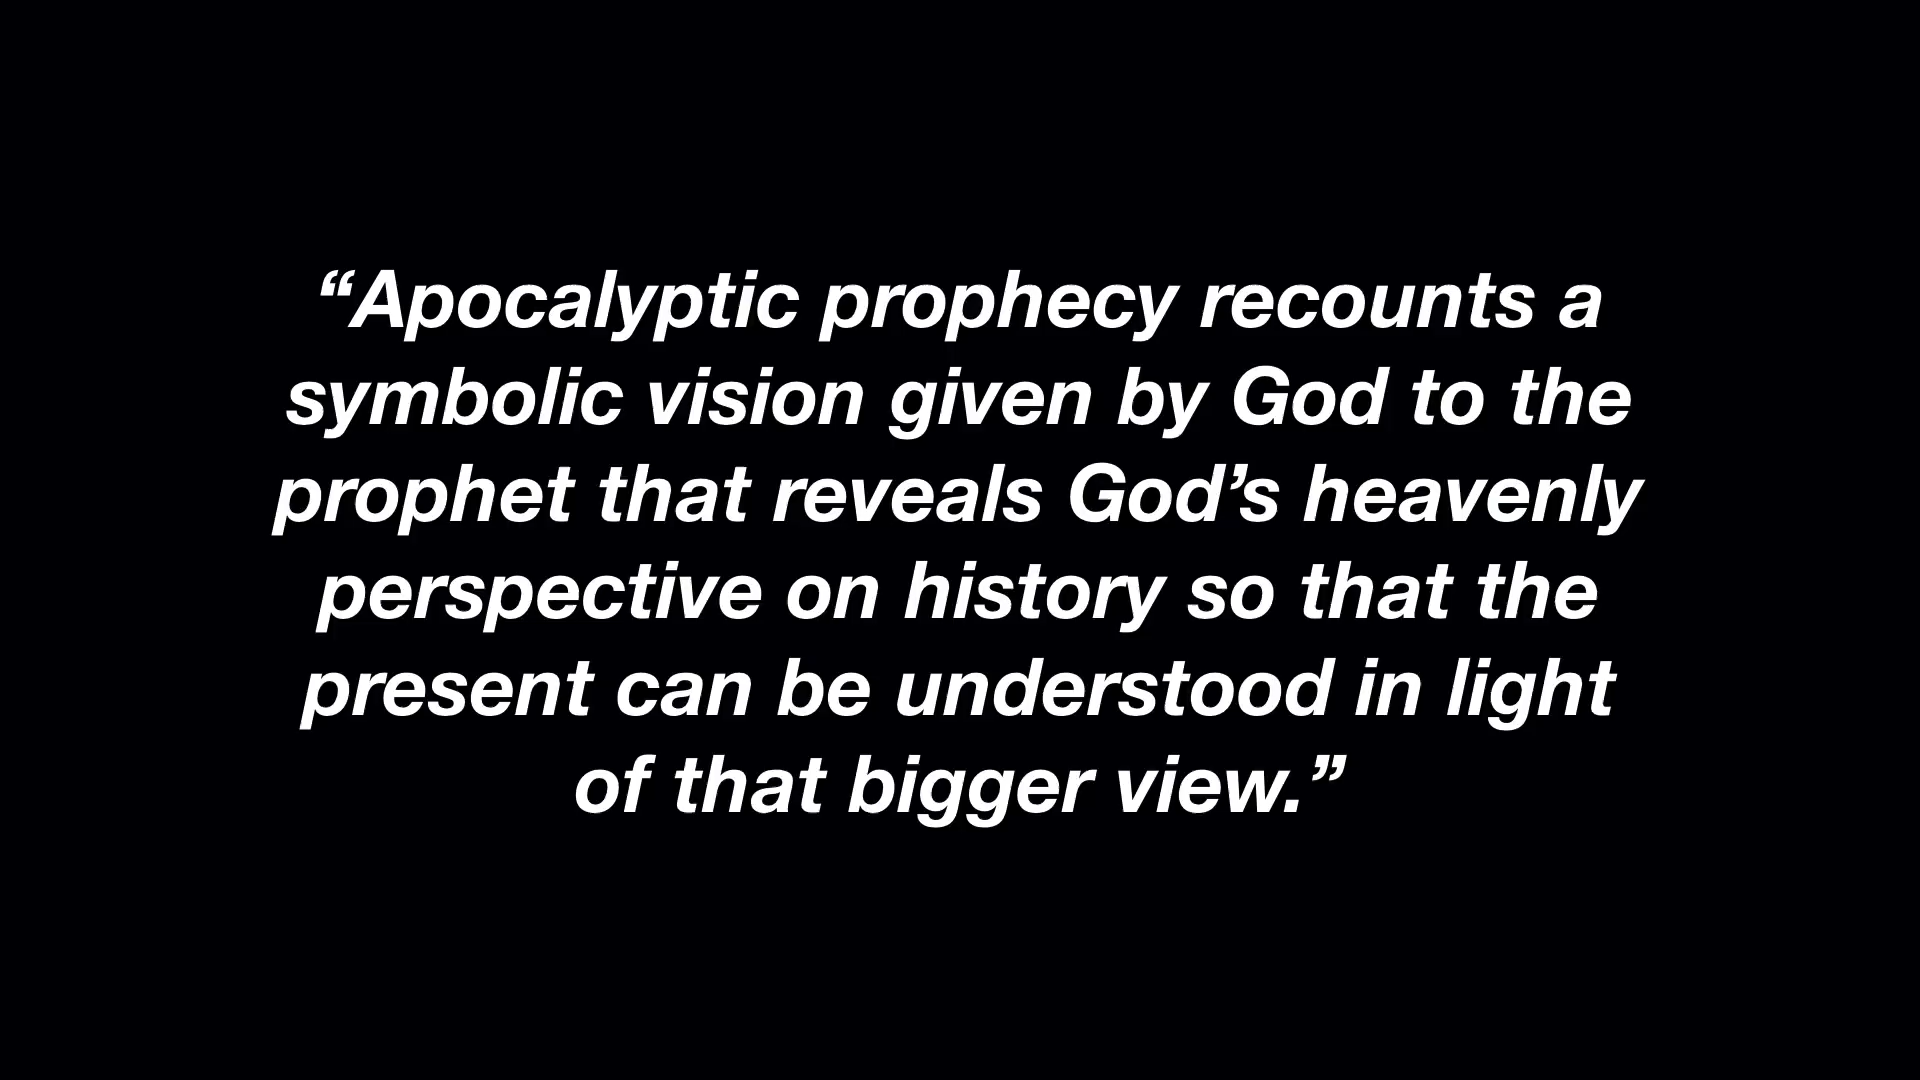 “Apocalyptic prophecy recounts a
symbolic vision given by God to the
prophet that reveals God’s heavenly
perspective on history so that the
present can be understood in light
of that bigger view.”